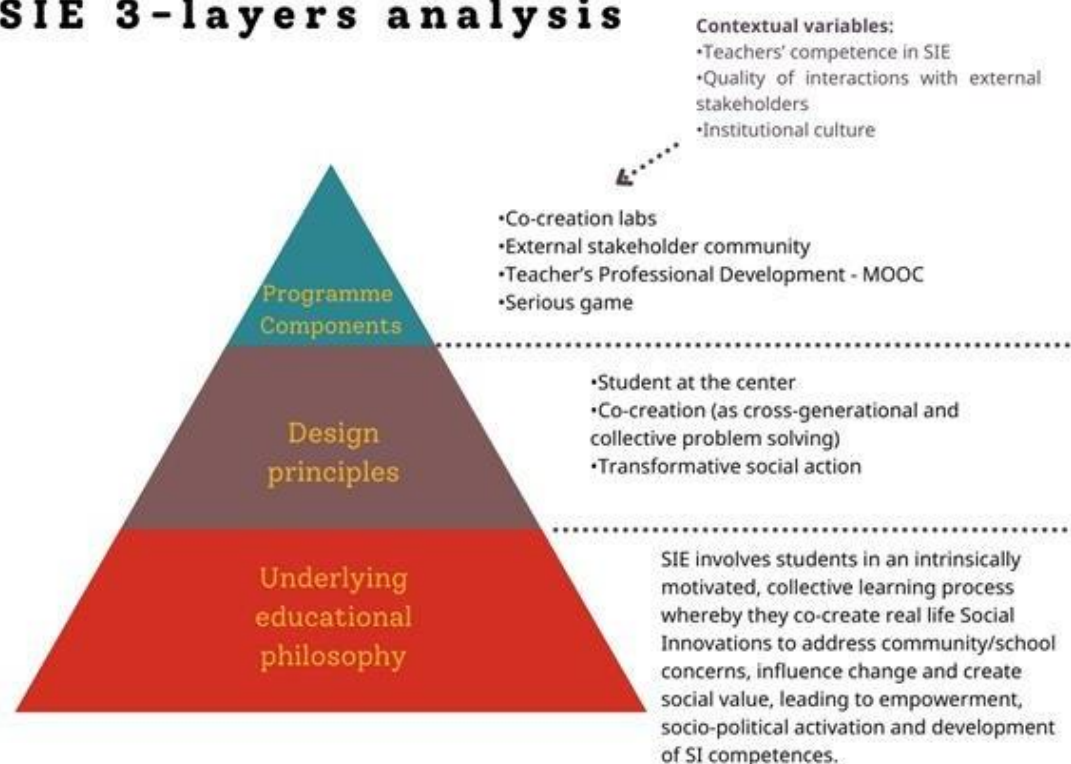 SIE 3-layers analysis
Contextual variables:
•Teachers' competence in SIE
•Quality of interactions with external
stakeholders
•Institutional culture
•Co-creation labs
•External stakeholder community
•Teacher's Professional Development - MOOC
•Serious game
Programme
Components
•Student at the center
•Co-creation (as cross-generational and
collective problem solving)
•Transformative social action
Design
principles
SIE involves students in an intrinsically
motivated, collective learning process
whereby they co-create real life Social
Innovations to address community/school
concerns, influence change and create
social value, leading to empowerment,
socio-political activation and development
of SI competences.
Underlying
educational
philosophy